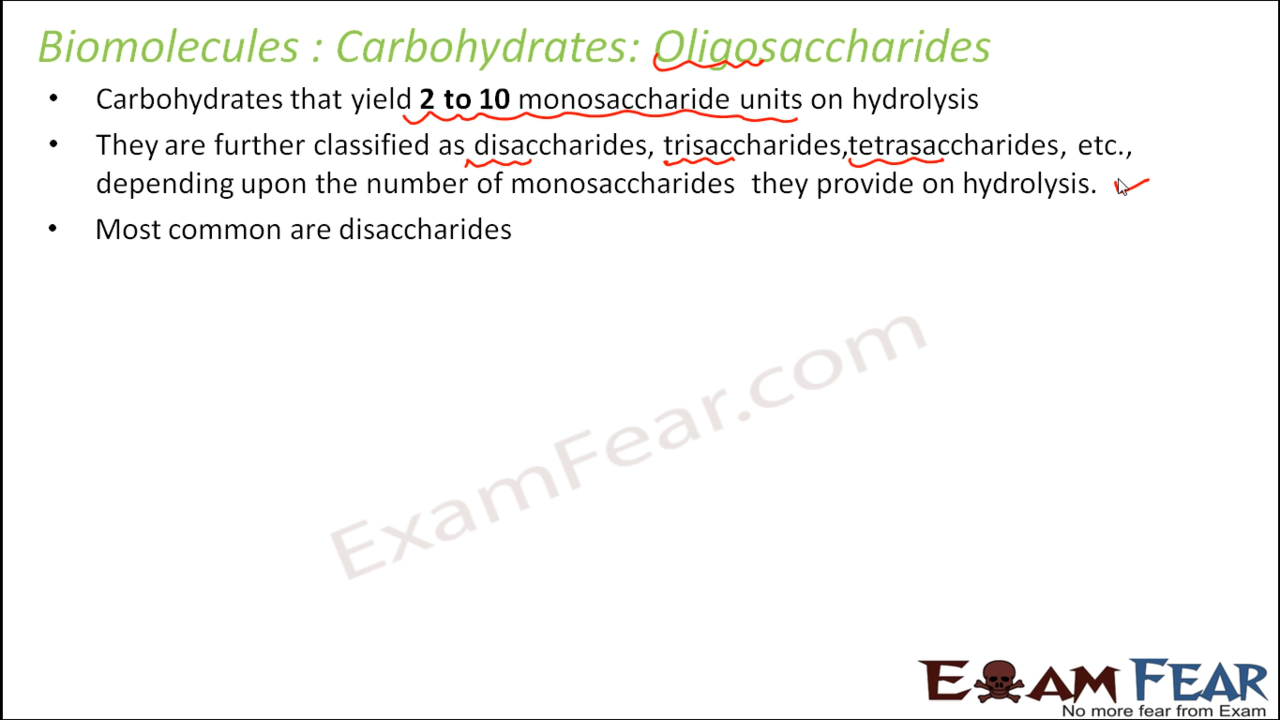 Biomolecules : Carbohydrates: Oligosaccharides
• Carbohydrates that yield 2 to 10 monosaccharide units on hydrolysis
• They are further classified as disaccharides, trisaccharides,tetrasaccharides, etc.,
depending upon the number of monosaccharides they provide on hydrolysis.
• Most common are disaccharides
ExamFear.com
EXAM FEAR
No more fear from Exam